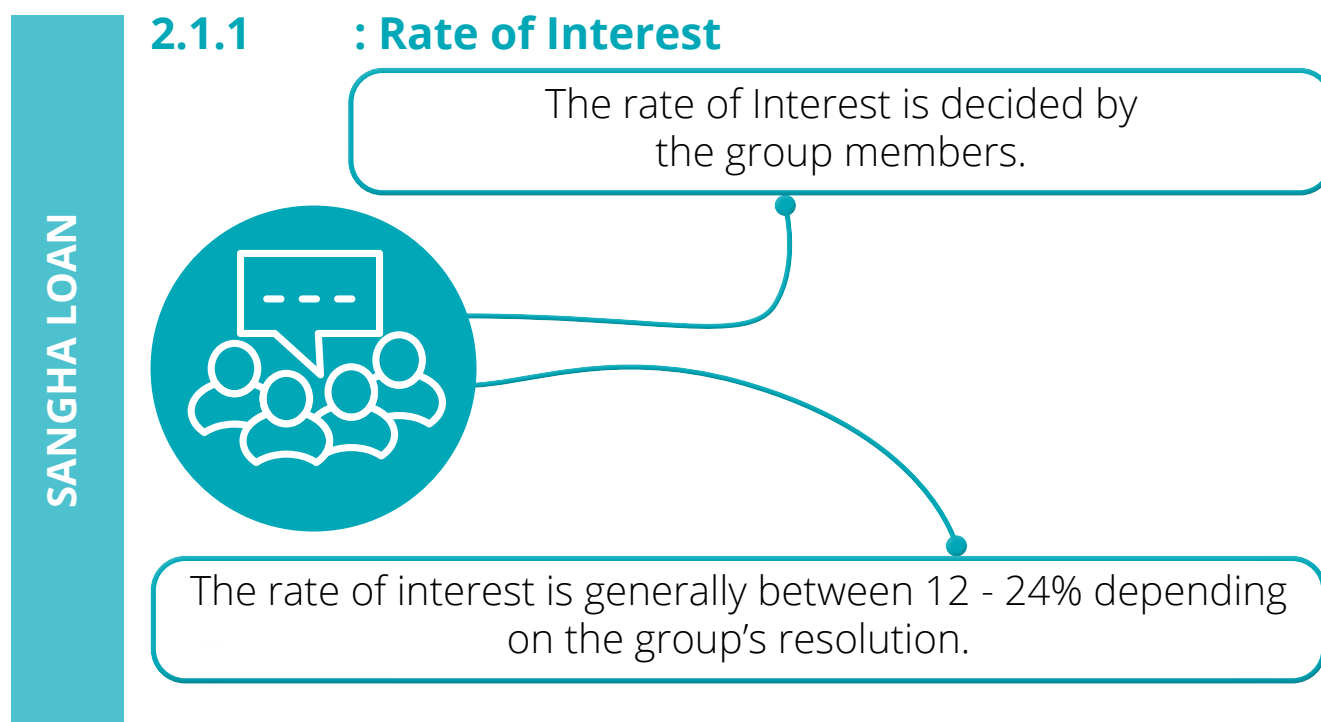 2.1.1 : Rate of Interest
The rate of Interest is decided by
the group members.
SANGHA LOAN
The rate of interest is generally between 12 - 24% depending
on the group’s resolution.